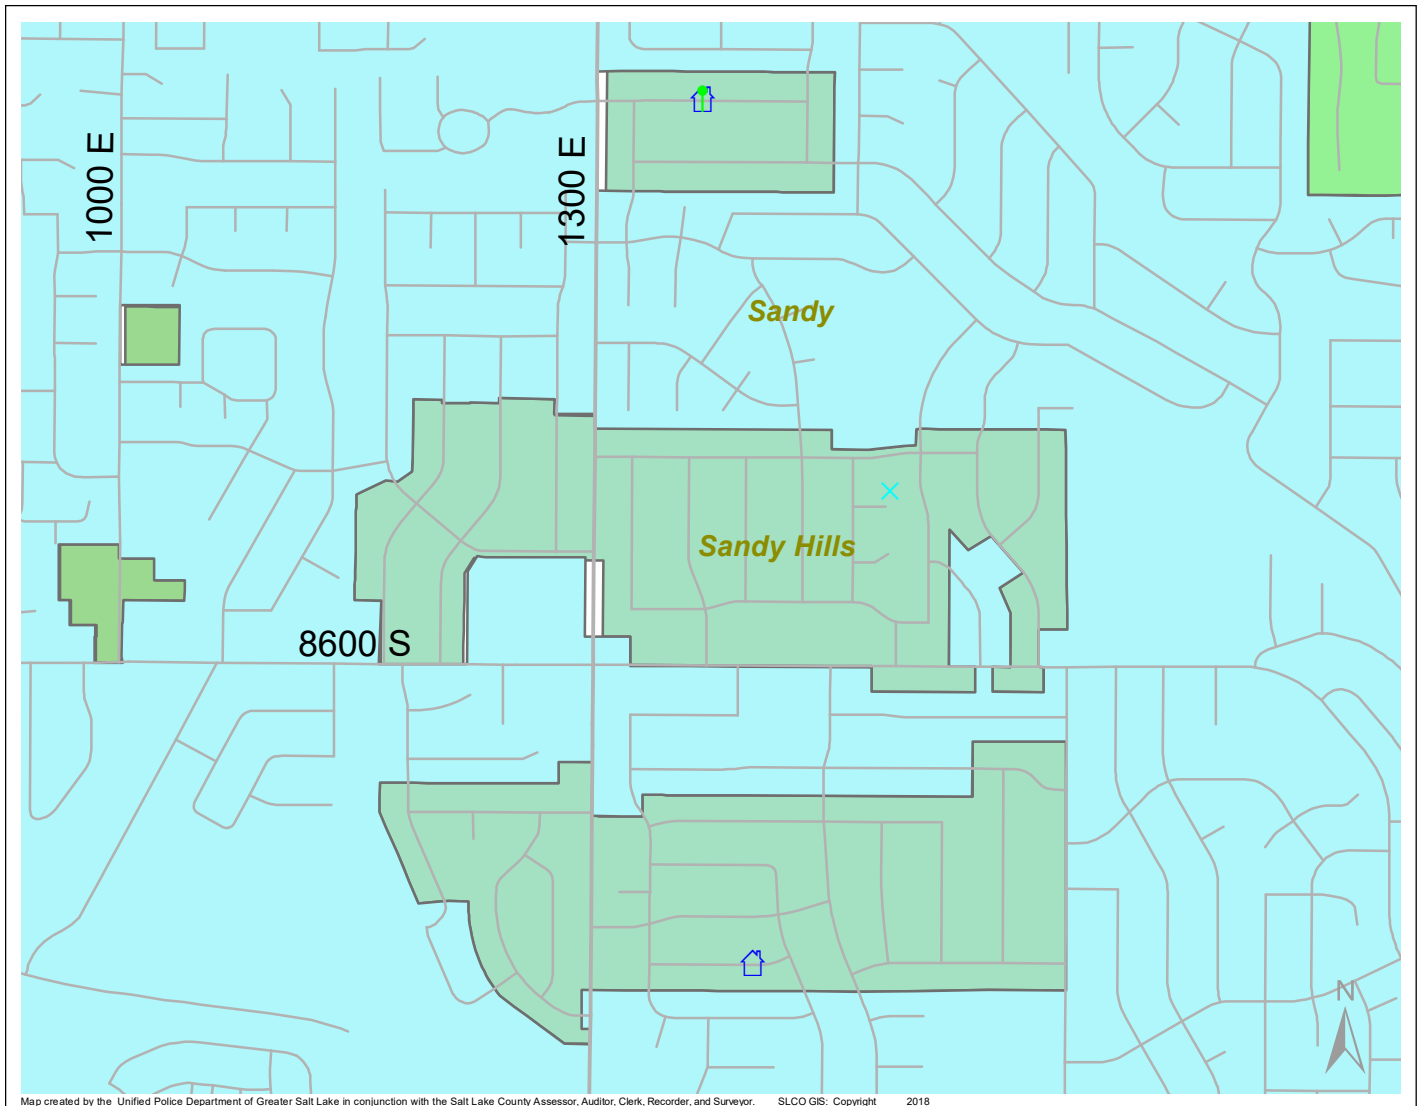 1000 E
1300 E
Sandy
Sandy Hills
8600 S
N
Map created by the Unified Police Department of Greater Salt Lake in conjunction with the Salt Lake County Assessor, Auditor, Clerk, Recorder, and Surveyor. SLCO GIS: Copyright 2018